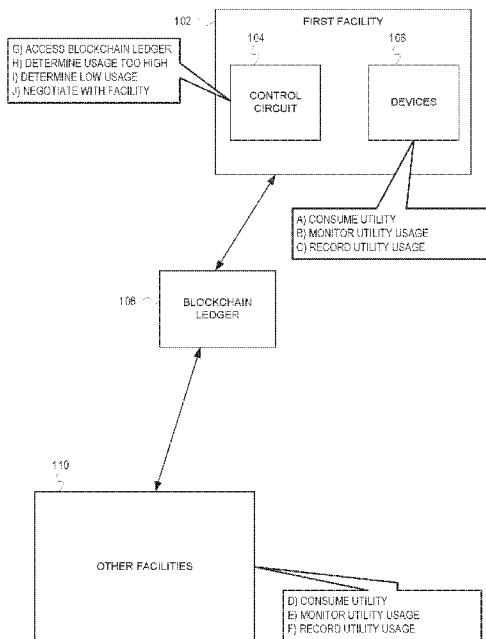 102
FIRST FACILITY
G) ACCESS BLOCKCHAIN LEDGER
H) DETERMINE USAGE TOO HIGH
I) DETERMINE LOW USAGE
J) NEGOTIATE WITH FACILITY
104
CONTROL
CIRCUIT
106
DEVICES
A) CONSUME UTILITY
B) MONITOR UTILITY USAGE
C) RECORD UTILITY USAGE
108
BLOCKCHAIN
LEDGER
110
OTHER FACILITIES
D) CONSUME UTILITY
E) MONITOR UTILITY USAGE
F) RECORD UTILITY USAGE